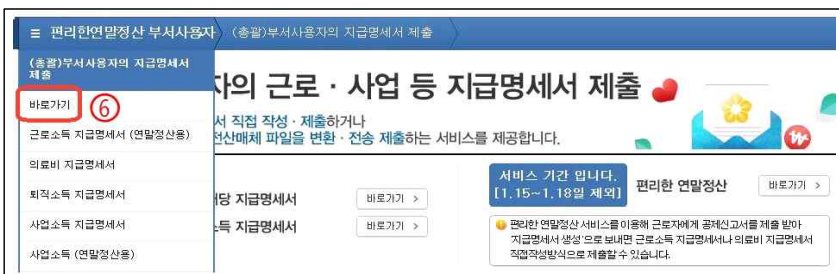 ≡ 편리한연말정산 부서사용자 (총괄)부서사용자의 지급명세서 제출
(총괄)부서사용자의 지급명세서
제출
바로가기 ⑥
근로소득 지급명세서 (연말정산용)
의료비 지급명세서
퇴직소득 지급명세서
사업소득 지급명세서
사업소득 (연말정산용)
자의 근로 · 사업 등 지급명세서 제출
서 직접 작성 · 제출하거나
전산매체 파일을 변환 · 전송 제출하는 서비스를 제공합니다.
당 지급명세서 바로가기 >
소득 지급명세서 바로가기 >
서비스 기간 입니다.
[1.15~1.18일 제외]
편리한 연말정산 바로가기 >
편리한 연말정산 서비스를 이용해 근로자에게 공제신고서를 제출 받아
'지급명세서 생성'으로 보내면 근로소득 지급명세서나 의료비 지급명세서
직접작성방식으로 제출할 수 있습니다.